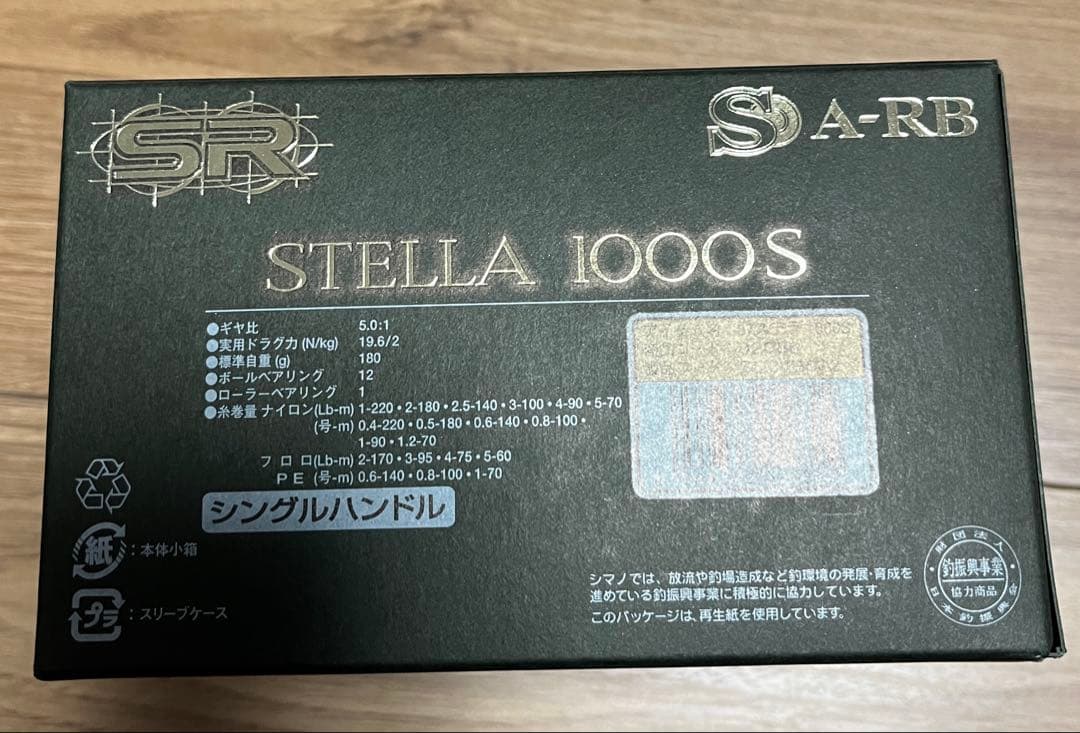 SR
S A-RB
STELLA 1000S
●ギヤ比 5.0:1
●実用ドラグ力 (N/kg) 19.6/2
●標準自重 (g) 180
●ボールベアリング 12
●ローラーベアリング 1
●糸巻量 ナイロン(Lb-m) 1-220・2-180・2.5-140・3-100・4-90・5-70
(号-m) 0.4-220・0.5-180・0.6-140・0.8-100・
1-90・1.2-70
フロロ(Lb-m) 2-170・3-95・4-75・5-60
PE (号-m) 0.6-140・0.8-100・1-70
シングルハンドル
紙 : 本体小箱
プラ : スリーブケース
シマノでは、放流や釣場造成など釣環境の発展・育成を
進めている釣振興事業に積極的に協力しています。
このパッケージは、再生紙を使用しています。
財団法人
釣振興事業
協力商品
日本釣振興会